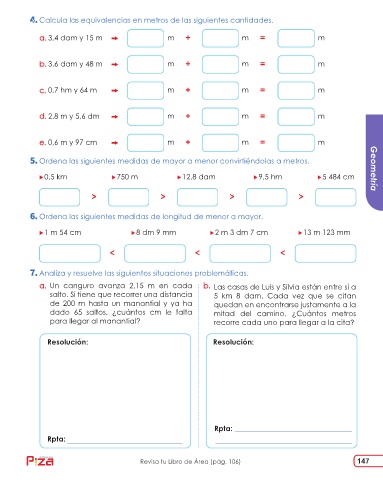 4. Calcula las equivalencias en metros de las siguientes cantidades.
a. 3,4 dam y 15 m ➡ m + m = m
b. 3,6 dam y 48 m ➡ m + m = m
c. 0,7 hm y 64 m ➡ m + m = m
d. 2,8 m y 5,6 dm ➡ m + m = m
e. 0,6 m y 97 cm ➡ m + m = m
Geometría
5. Ordena las siguientes medidas de mayor a menor convirtiéndolas a metros.
▸0,5 km ▸750 m ▸12,8 dam ▸9,5 hm ▸5 484 cm
> > > >
6. Ordena las siguientes medidas de longitud de menor a mayor.
▸1 m 54 cm ▸8 dm 9 mm ▸2 m 3 dm 7 cm ▸13 m 123 mm
< < <
7. Analiza y resuelve las siguientes situaciones problemáticas.
a. Un canguro avanza 2,15 m en cada
salto. Si tiene que recorrer una distancia
de 200 m hasta un manantial y ya ha
dado 65 saltos, ¿cuántos cm le falta
para llegar al manantial?
b. Las casas de Luis y Silvia están entre sí a
5 km 8 dam. Cada vez que se citan
quedan en encontrarse justamente a la
mitad del camino. ¿Cuántos metros
recorre cada uno para llegar a la cita?
Resolución:
Rpta:
Resolución:
Rpta:
Pizza
Revisa tu Libro de Área (pág. 106)
147